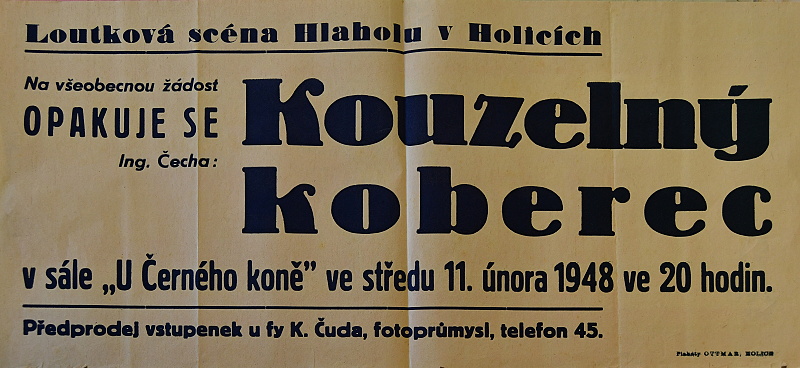 Loutková scéna Hlaholu v Holicích
Na všeobecnou žádost
OPAKUJE SE
Ing. Čecha:
Kouzelný
koberec
v sále „U Černého koně” ve středu 11. února 1948 ve 20 hodin.
Předprodej vstupenek u fy K. Čuda, fotoprůmysl, telefon 45.
Plakáty OTTMAR, HOLICE